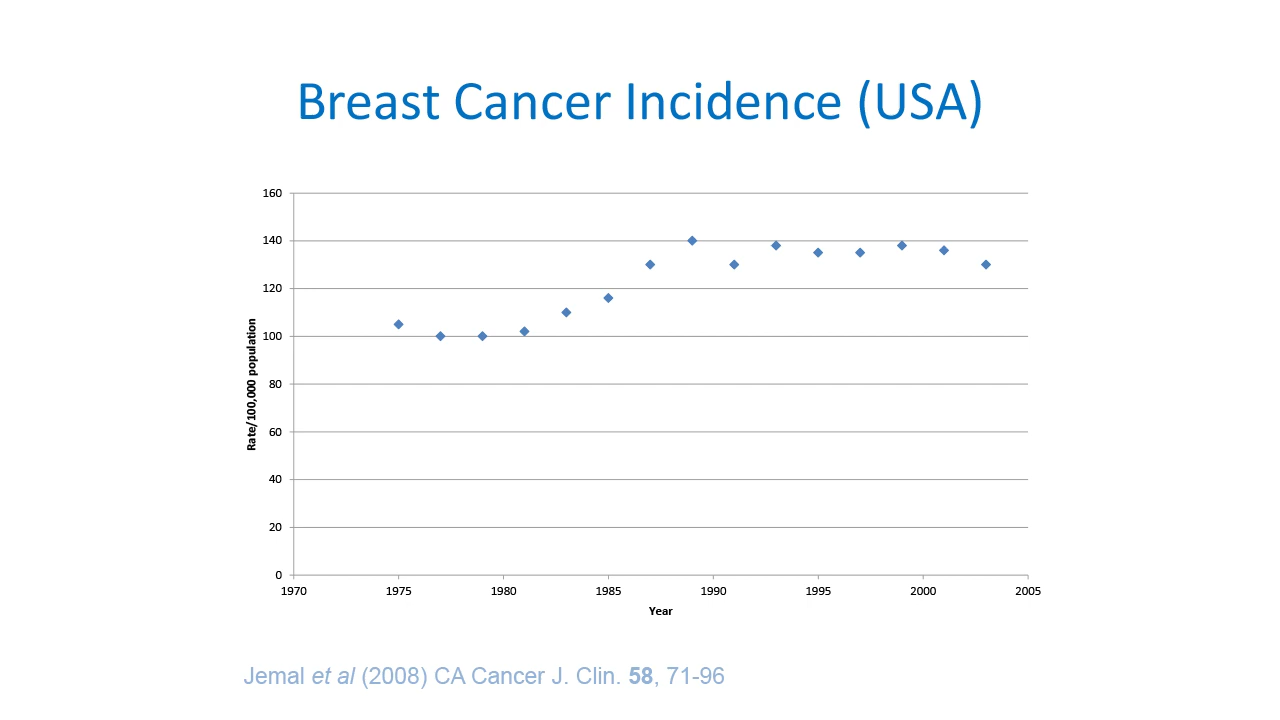 Breast Cancer Incidence (USA)
160
140
120
100
80
60
40
20
0
Rate/100,000 population
1970 1975 1980 1985 1990 1995 2000 2005
Year
Jemal et al (2008) CA Cancer J. Clin. 58, 71-96